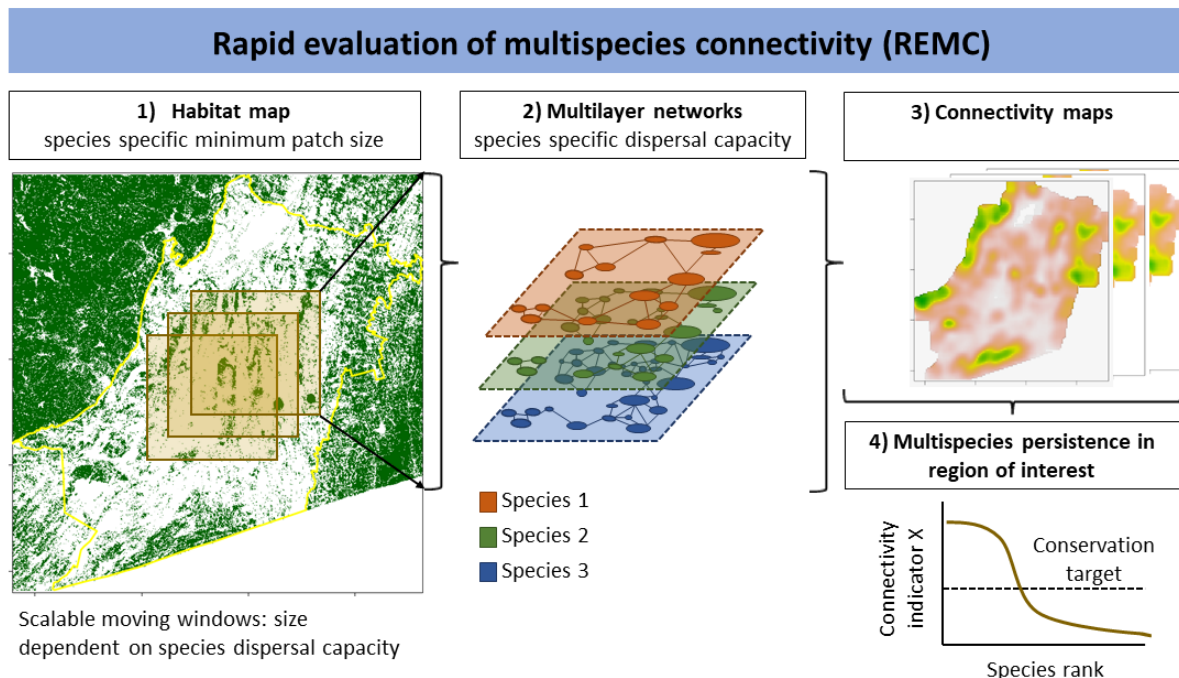 Rapid evaluation of multispecies connectivity (REMC)
1) Habitat map
species specific minimum patch size
2) Multilayer networks
species specific dispersal capacity
3) Connectivity maps
Species 1
Species 2
Species 3
Scalable moving windows: size
dependent on species dispersal capacity
4) Multispecies persistence in
region of interest
Connectivity
indicator X
Conservation
target
Species rank